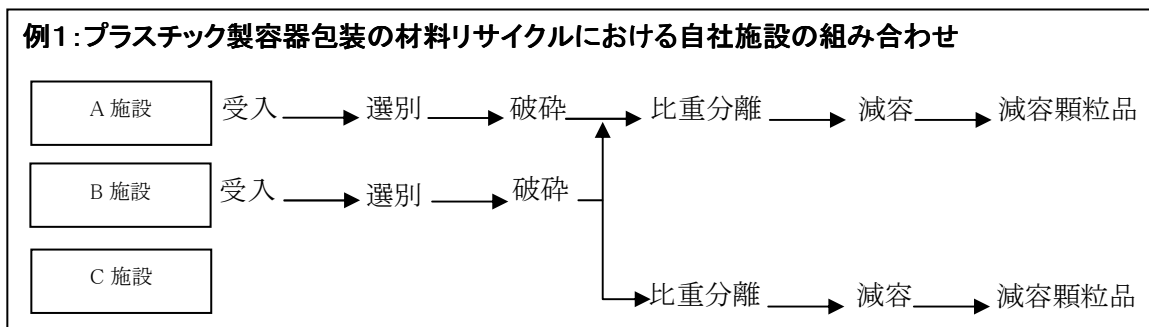 例1:プラスチック製容器包装の材料リサイクルにおける自社施設の組み合わせ
A 施設 受入 選別 破砕 比重分離 減容 減容顆粒品
B 施設 受入 選別 破砕
C 施設 比重分離 減容 減容顆粒品